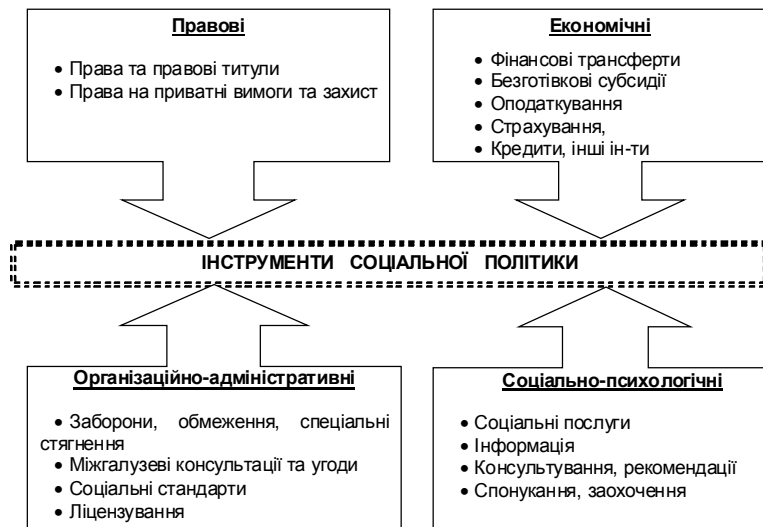 Правові
• Права та правові титули
• Права на приватні вимоги та захист
Економічні
• Фінансові трансферти
• Безготівкові субсидії
• Оподаткування
• Страхування,
• Кредити, інші ін-ти
ІНСТРУМЕНТИ СОЦІАЛЬНОЇ ПОЛІТИКИ
Організаційно-адміністративні
• Заборони, обмеження, спеціальні
стягнення
• Міжгалузеві консультації та угоди
• Соціальні стандарти
• Ліцензування
Соціально-психологічні
• Соціальні послуги
• Інформація
• Консультування, рекомендації
• Спонукання, заохочення